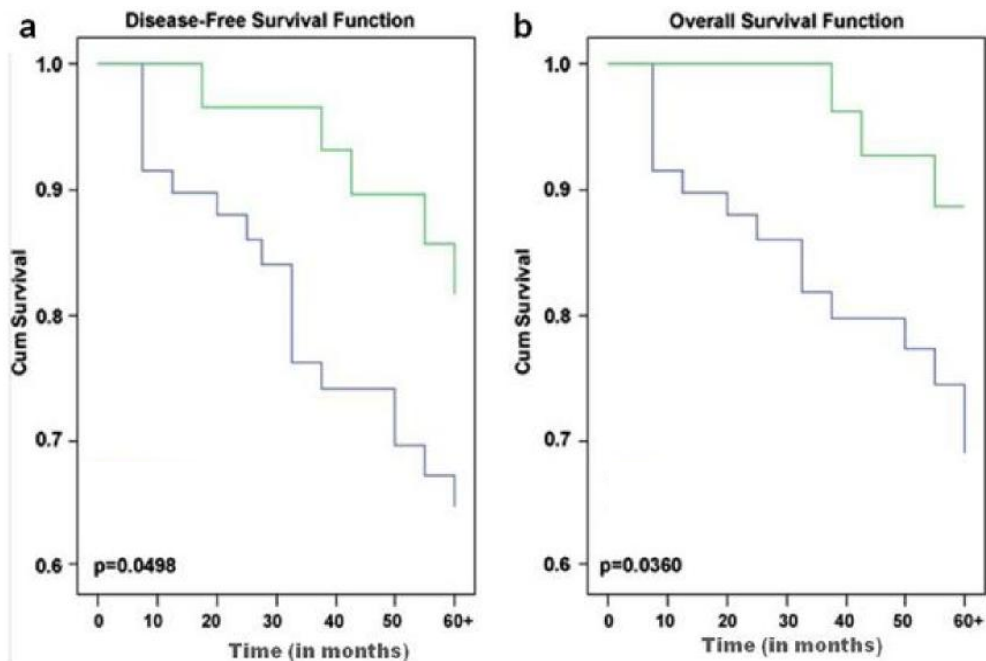 a
Disease-Free Survival Function
Cum Survival
1.0
0.9
0.8
0.7
0.6
p=0.0498
0 10 20 30 40 50 60+
Time (in months)
b
Overall Survival Function
Cum Survival
1.0
0.9
0.8
0.7
0.6
p=0.0360
0 10 20 30 40 50 60+
Time (in months)